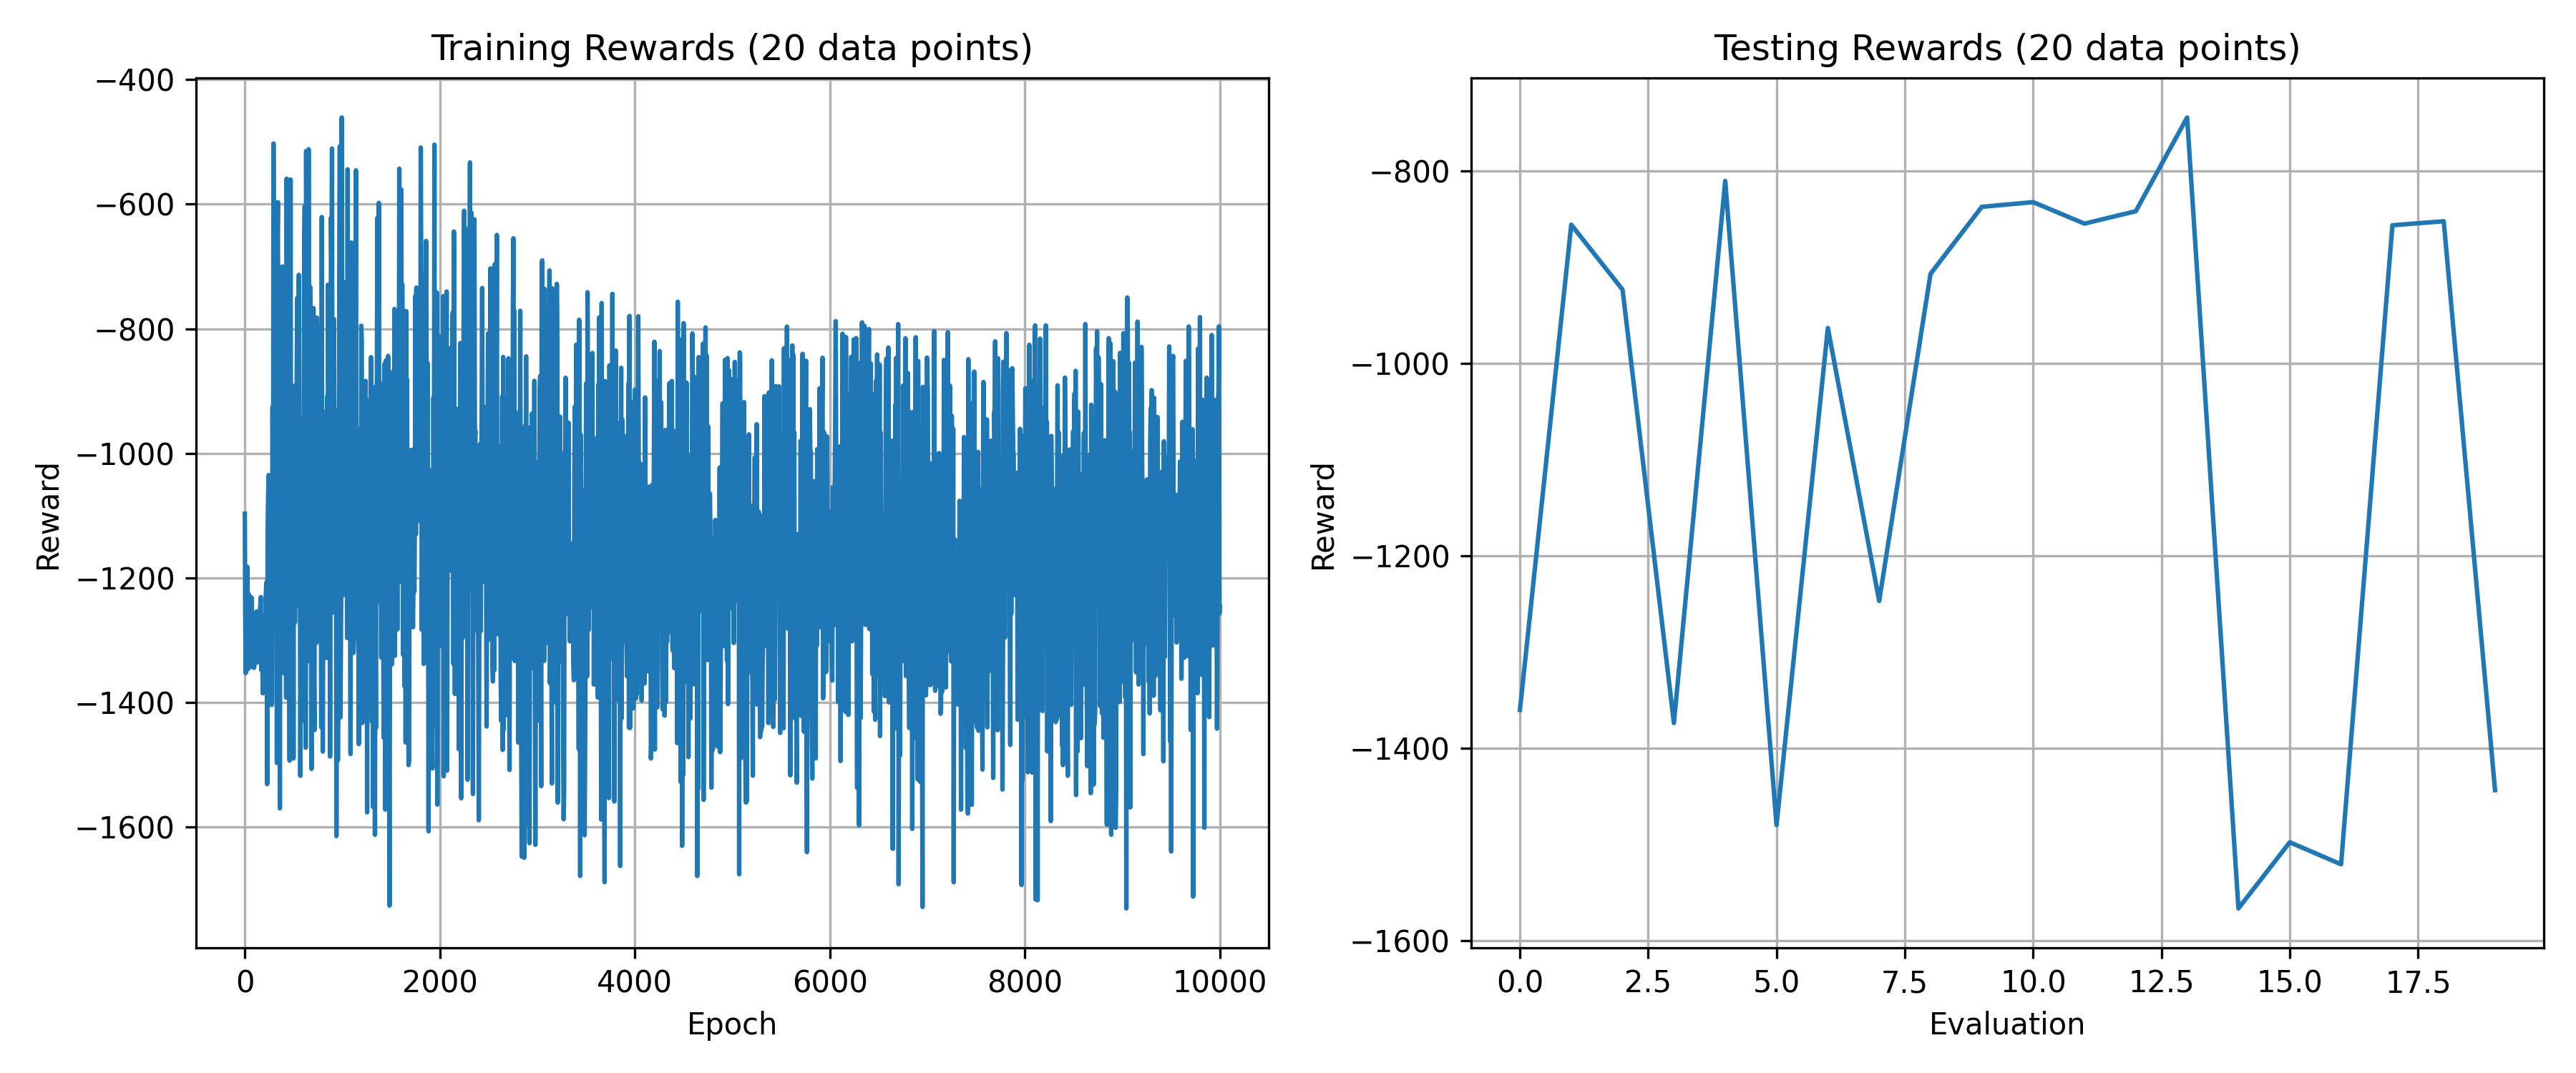 Training Rewards (20 data points)
−400
−600
−800
−1000
−1200
−1400
−1600
Reward
0 2000 4000 6000 8000 10000
Epoch
Testing Rewards (20 data points)
−800
−1000
−1200
−1400
−1600
Reward
0.0 2.5 5.0 7.5 10.0 12.5 15.0 17.5
Evaluation